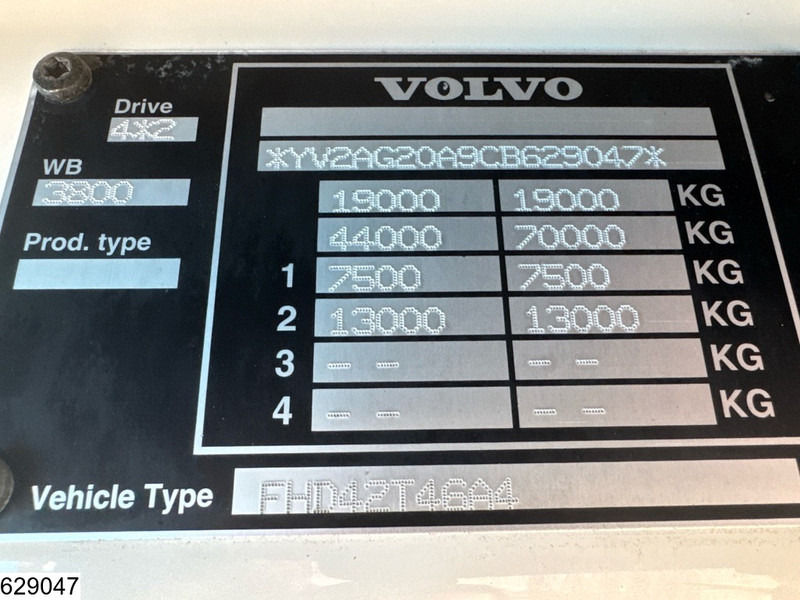 VOLVO
Drive
4X2
*YV2AG20A9CB629047*
WB
3800
19000 19000 KG
44000 70000 KG
Prod. type
1 7500 7500 KG
2 13000 13000 KG
3 -- -- KG
4 -- -- KG
Vehicle Type FHD42T46A4
629047